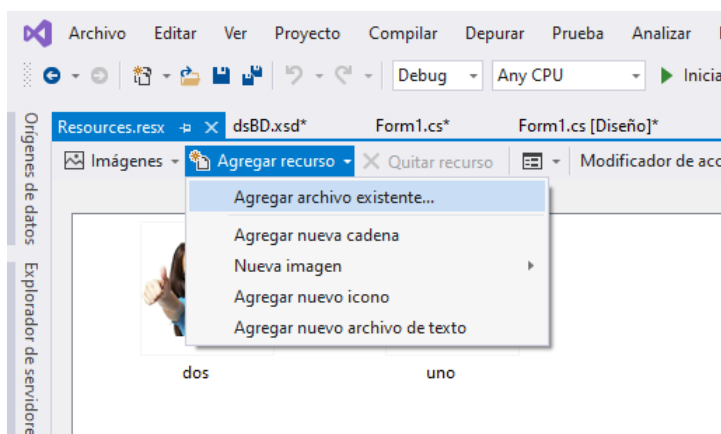 Archivo Editar Ver Proyecto Compilar Depurar Prueba Analizar
Debug Any CPU Inicia
Resources.resx dsBD.xsd* Form1.cs* Form1.cs [Diseño]*
Imágenes Agregar recurso Quitar recurso Modificador de acc
Agregar archivo existente...
Agregar nueva cadena
Nueva imagen
Agregar nuevo icono
Agregar nuevo archivo de texto
dos uno
Orígenes de datos
Explorador de servidore